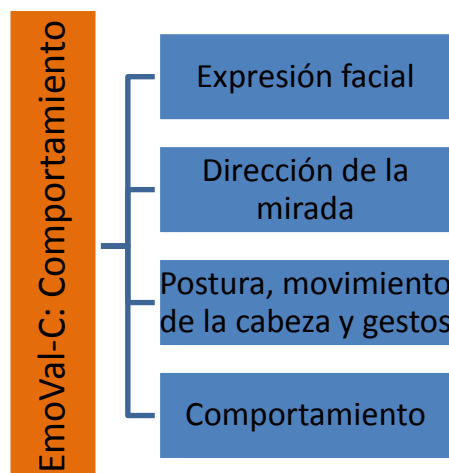 EmoVal-C: Comportamiento
Expresión facial
Dirección de la
mirada
Postura, movimiento
de la cabeza y gestos
Comportamiento